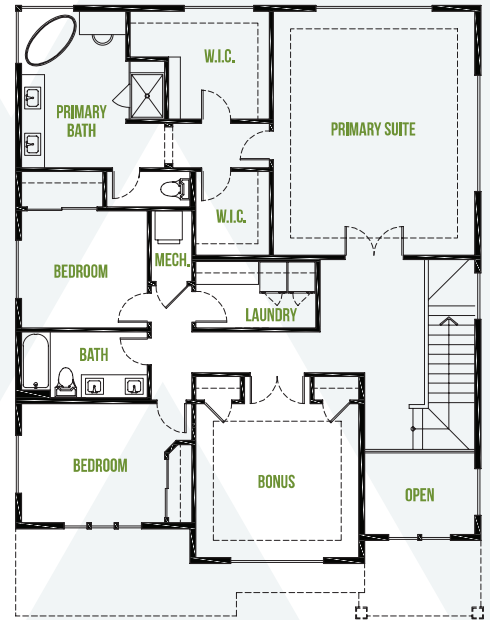 W.I.C.
PRIMARY
BATH
PRIMARY SUITE
W.I.C.
MECH.
BEDROOM
LAUNDRY
BATH
BEDROOM
BONUS
OPEN